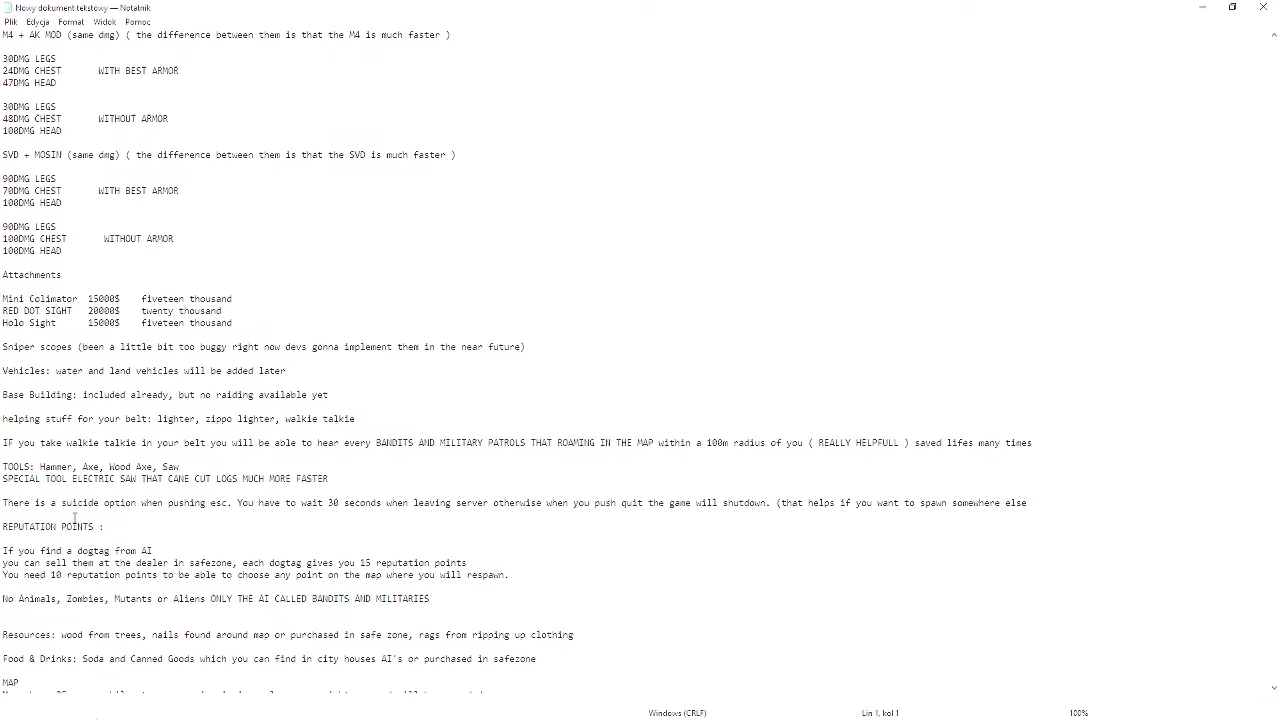 Nowy dokument tekstowy — Notatnik
Plik Edycja Format Widok Pomoc
M4 + AK MOD (same dmg) ( the difference between them is that the M4 is much faster )
30DMG LEGS
24DMG CHEST WITH BEST ARMOR
47DMG HEAD
30DMG LEGS
48DMG CHEST WITHOUT ARMOR
100DMG HEAD
SVD + MOSIN (same dmg) ( the difference between them is that the SVD is much faster )
90DMG LEGS
70DMG CHEST WITH BEST ARMOR
100DMG HEAD
90DMG LEGS
100DMG CHEST WITHOUT ARMOR
100DMG HEAD
Attachments
Mini Colimator 15000$ fiveteen thousand
RED DOT SIGHT 20000$ twenty thousand
Holo Sight 15000$ fiveteen thousand
Sniper scopes (been a little bit too buggy right now devs gonna implement them in the near future)
Vehicles: water and land vehicles will be added later
Base Building: included already, but no raiding available yet
helping stuff for your belt: lighter, zippo lighter, walkie talkie
IF you take walkie talkie in your belt you will be able to hear every BANDITS AND MILITARY PATROLS THAT ROAMING IN THE MAP within a 100m radius of you ( REALLY HELPFULL ) saved lifes many times
TOOLS: Hammer, Axe, Wood Axe, Saw
SPECIAL TOOL ELECTRIC SAW THAT CANE CUT LOGS MUCH MORE FASTER
There is a suicide option when pushing esc. You have to wait 30 seconds when leaving server otherwise when you push quit the game will shutdown. (that helps if you want to spawn somewhere else
REPUTATION POINTS :
If you find a dogtag from AI
you can sell them at the dealer in safezone, each dogtag gives you 15 reputation points
You need 10 reputation points to be able to choose any point on the map where you will respawn.
No Animals, Zombies, Mutants or Aliens ONLY THE AI CALLED BANDITS AND MILITARIES
Resources: wood from trees, nails found around map or purchased in safe zone, rags from ripping up clothing
Food & Drinks: Soda and Canned Goods which you can find in city houses AI's or purchased in safezone
MAP
Windows (CRLF) Lin 1, kol 1 100%